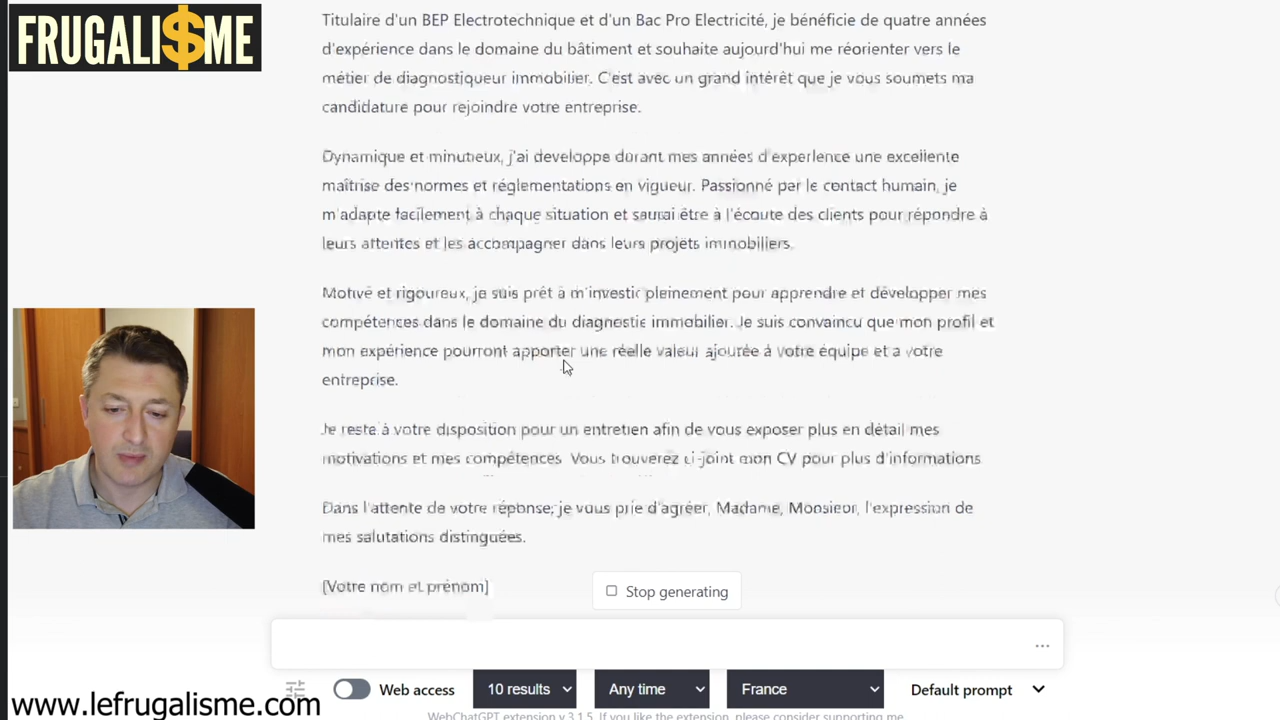 FRUGALI$ME
Titulaire d'un BEP Electrotechnique et d'un Bac Pro Electricité, je bénéficie de quatre années
d'expérience dans le domaine du bâtiment et souhaite aujourd'hui me réorienter vers le
métier de diagnostiqueur immobilier. C'est avec un grand intérêt que je vous soumets ma
candidature pour rejoindre votre entreprise.
Dynamique et minutieux, j'ai développé durant mes années d'expérience une excellente
maîtrise des normes et réglementations en vigueur. Passionné par le contact humain, je
m'adapte facilement à chaque situation et saurai être à l'écoute des clients pour répondre à
leurs attentes et les accompagner dans leurs projets immobiliers.
Motivé et rigoureux, je suis prêt à m'investir pleinement pour apprendre et développer mes
compétences dans le domaine du diagnostic immobilier. Je suis convaincu que mon profil et
mon expérience pourront apporter une réelle valeur ajoutée à votre équipe et à votre
entreprise.
Je reste à votre disposition pour un entretien afin de vous exposer plus en détail mes
motivations et mes compétences. Vous trouverez ci-joint mon CV pour plus d'informations
Dans l'attente de votre réponse, je vous prie d'agréer, Madame, Monsieur, l'expression de
mes salutations distinguées.
[Votre nom et prénom]
Stop generating
...
Web access
10 results
Any time
France
Default prompt
www.lefrugalisme.com
WebChatGPT extension v.3.1.5. If you like the extension, please consider supporting me